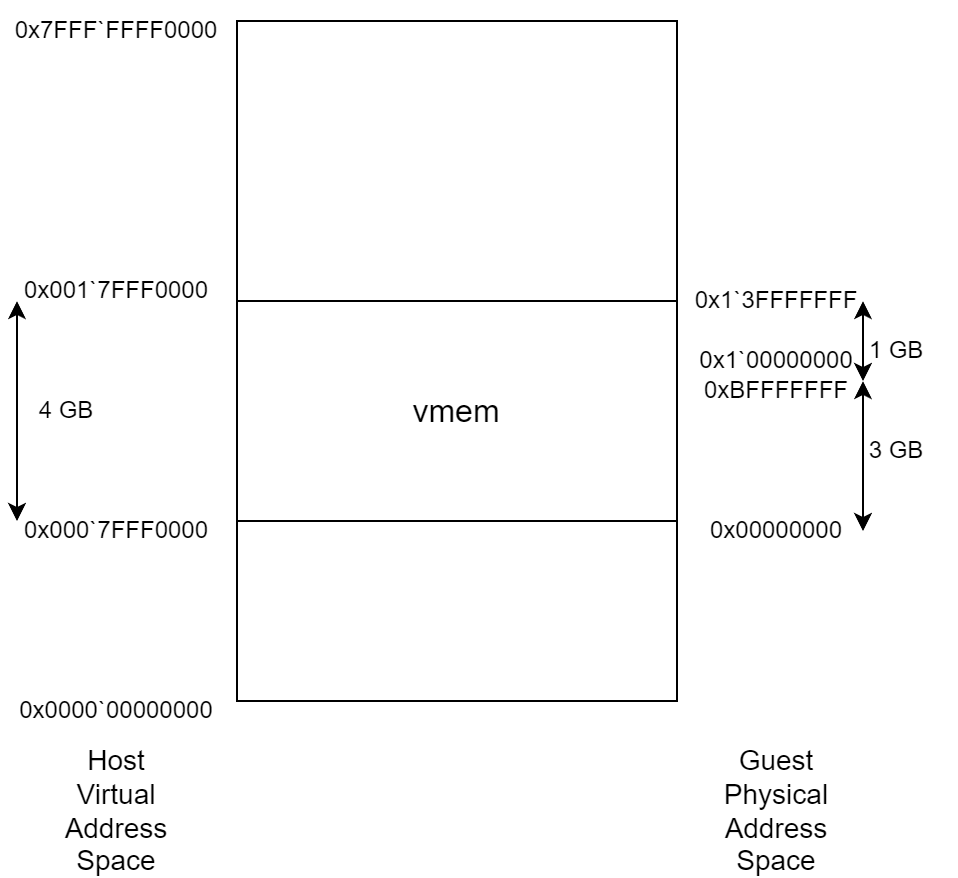 0x7FFF`FFFF0000
0x001`7FFF0000
0x1`3FFFFFFF
1 GB
0x1`00000000
0xBFFFFFFF
4 GB
vmem
3 GB
0x000`7FFF0000
0x00000000
0x0000`00000000
Host
Virtual
Address
Space
Guest
Physical
Address
Space